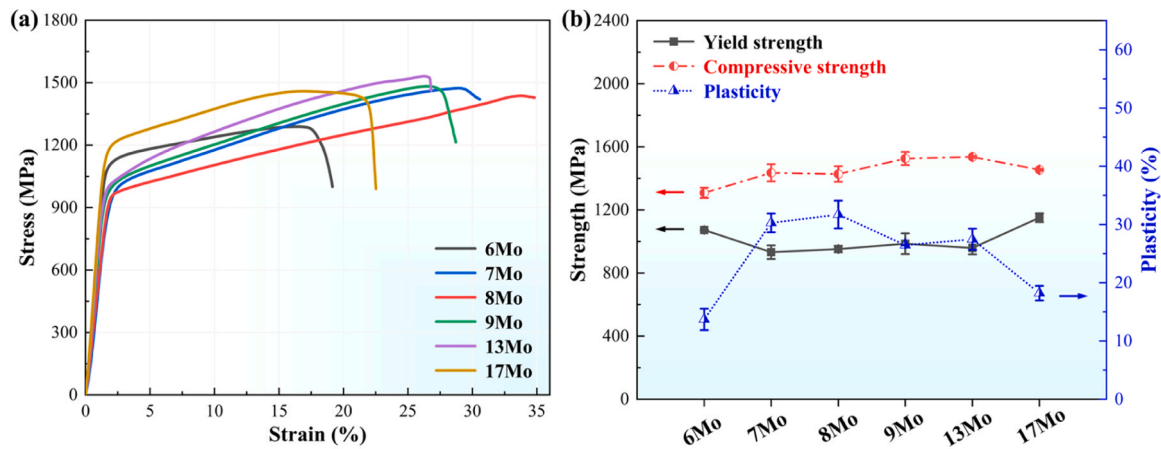 (a)
1800
1500
1200
900
600
300
0
Stress (MPa)
0 5 10 15 20 25 30 35
Strain (%)
6Mo
7Mo
8Mo
9Mo
13Mo
17Mo
(b)
2400
2000
1600
1200
800
400
0
Strength (MPa)
Yield strength
Compressive strength
Plasticity
60
50
40
30
20
10
0
Plasticity (%)
6Mo 7Mo 8Mo 9Mo 13Mo 17Mo